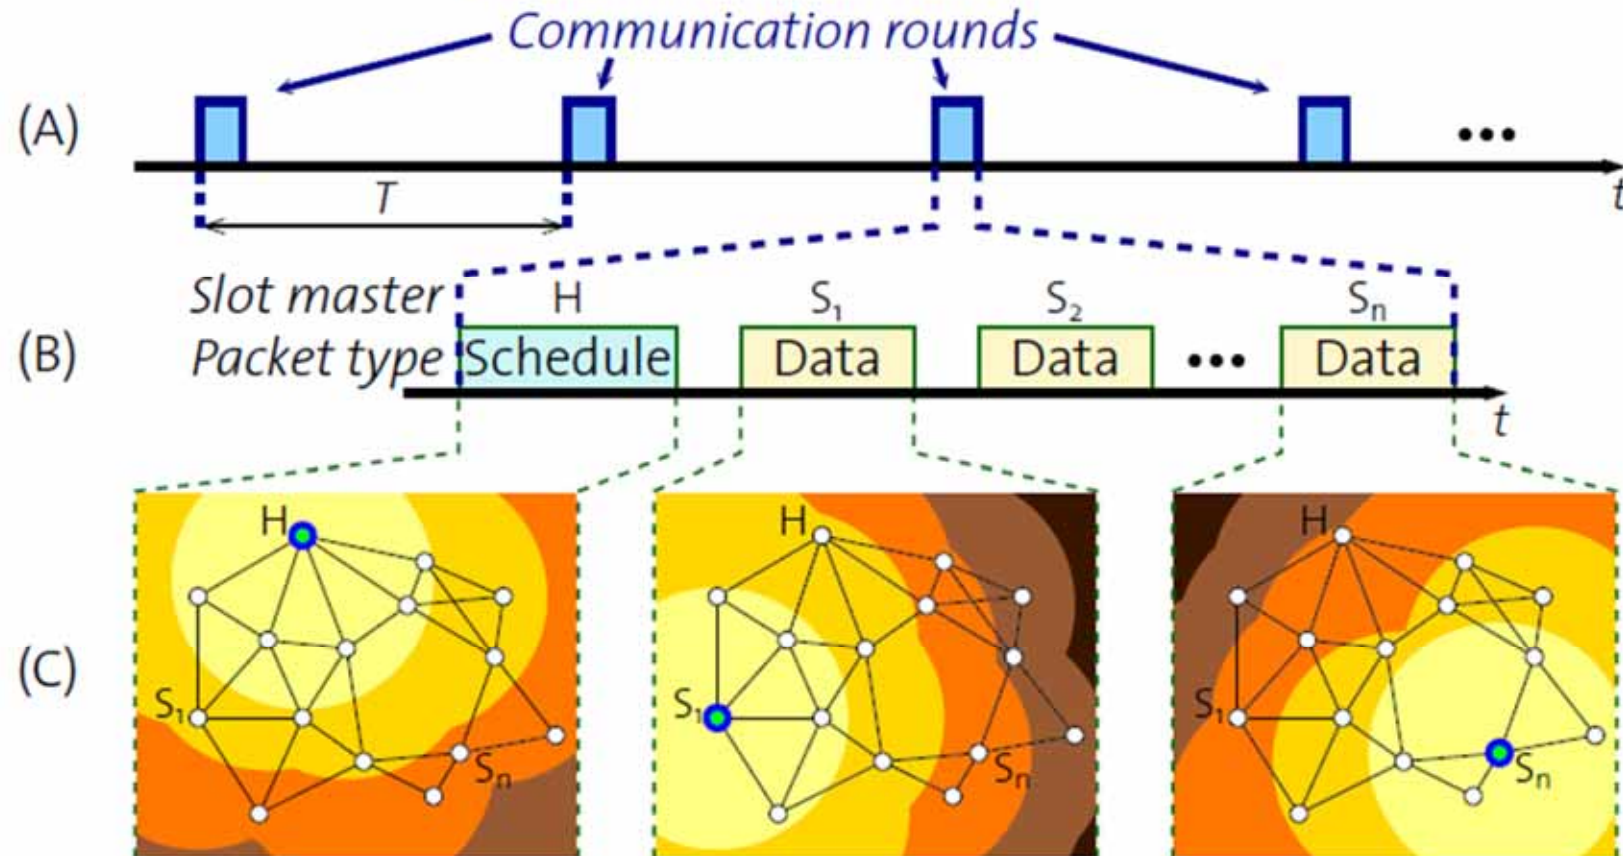 Communication rounds
(A)
...
t
T
Slot master H S₁ S₂ Sₙ
(B)
Packet type Schedule Data Data ... Data
t
(C)
H H H
S₁ S₁ S₁
Sₙ Sₙ Sₙ